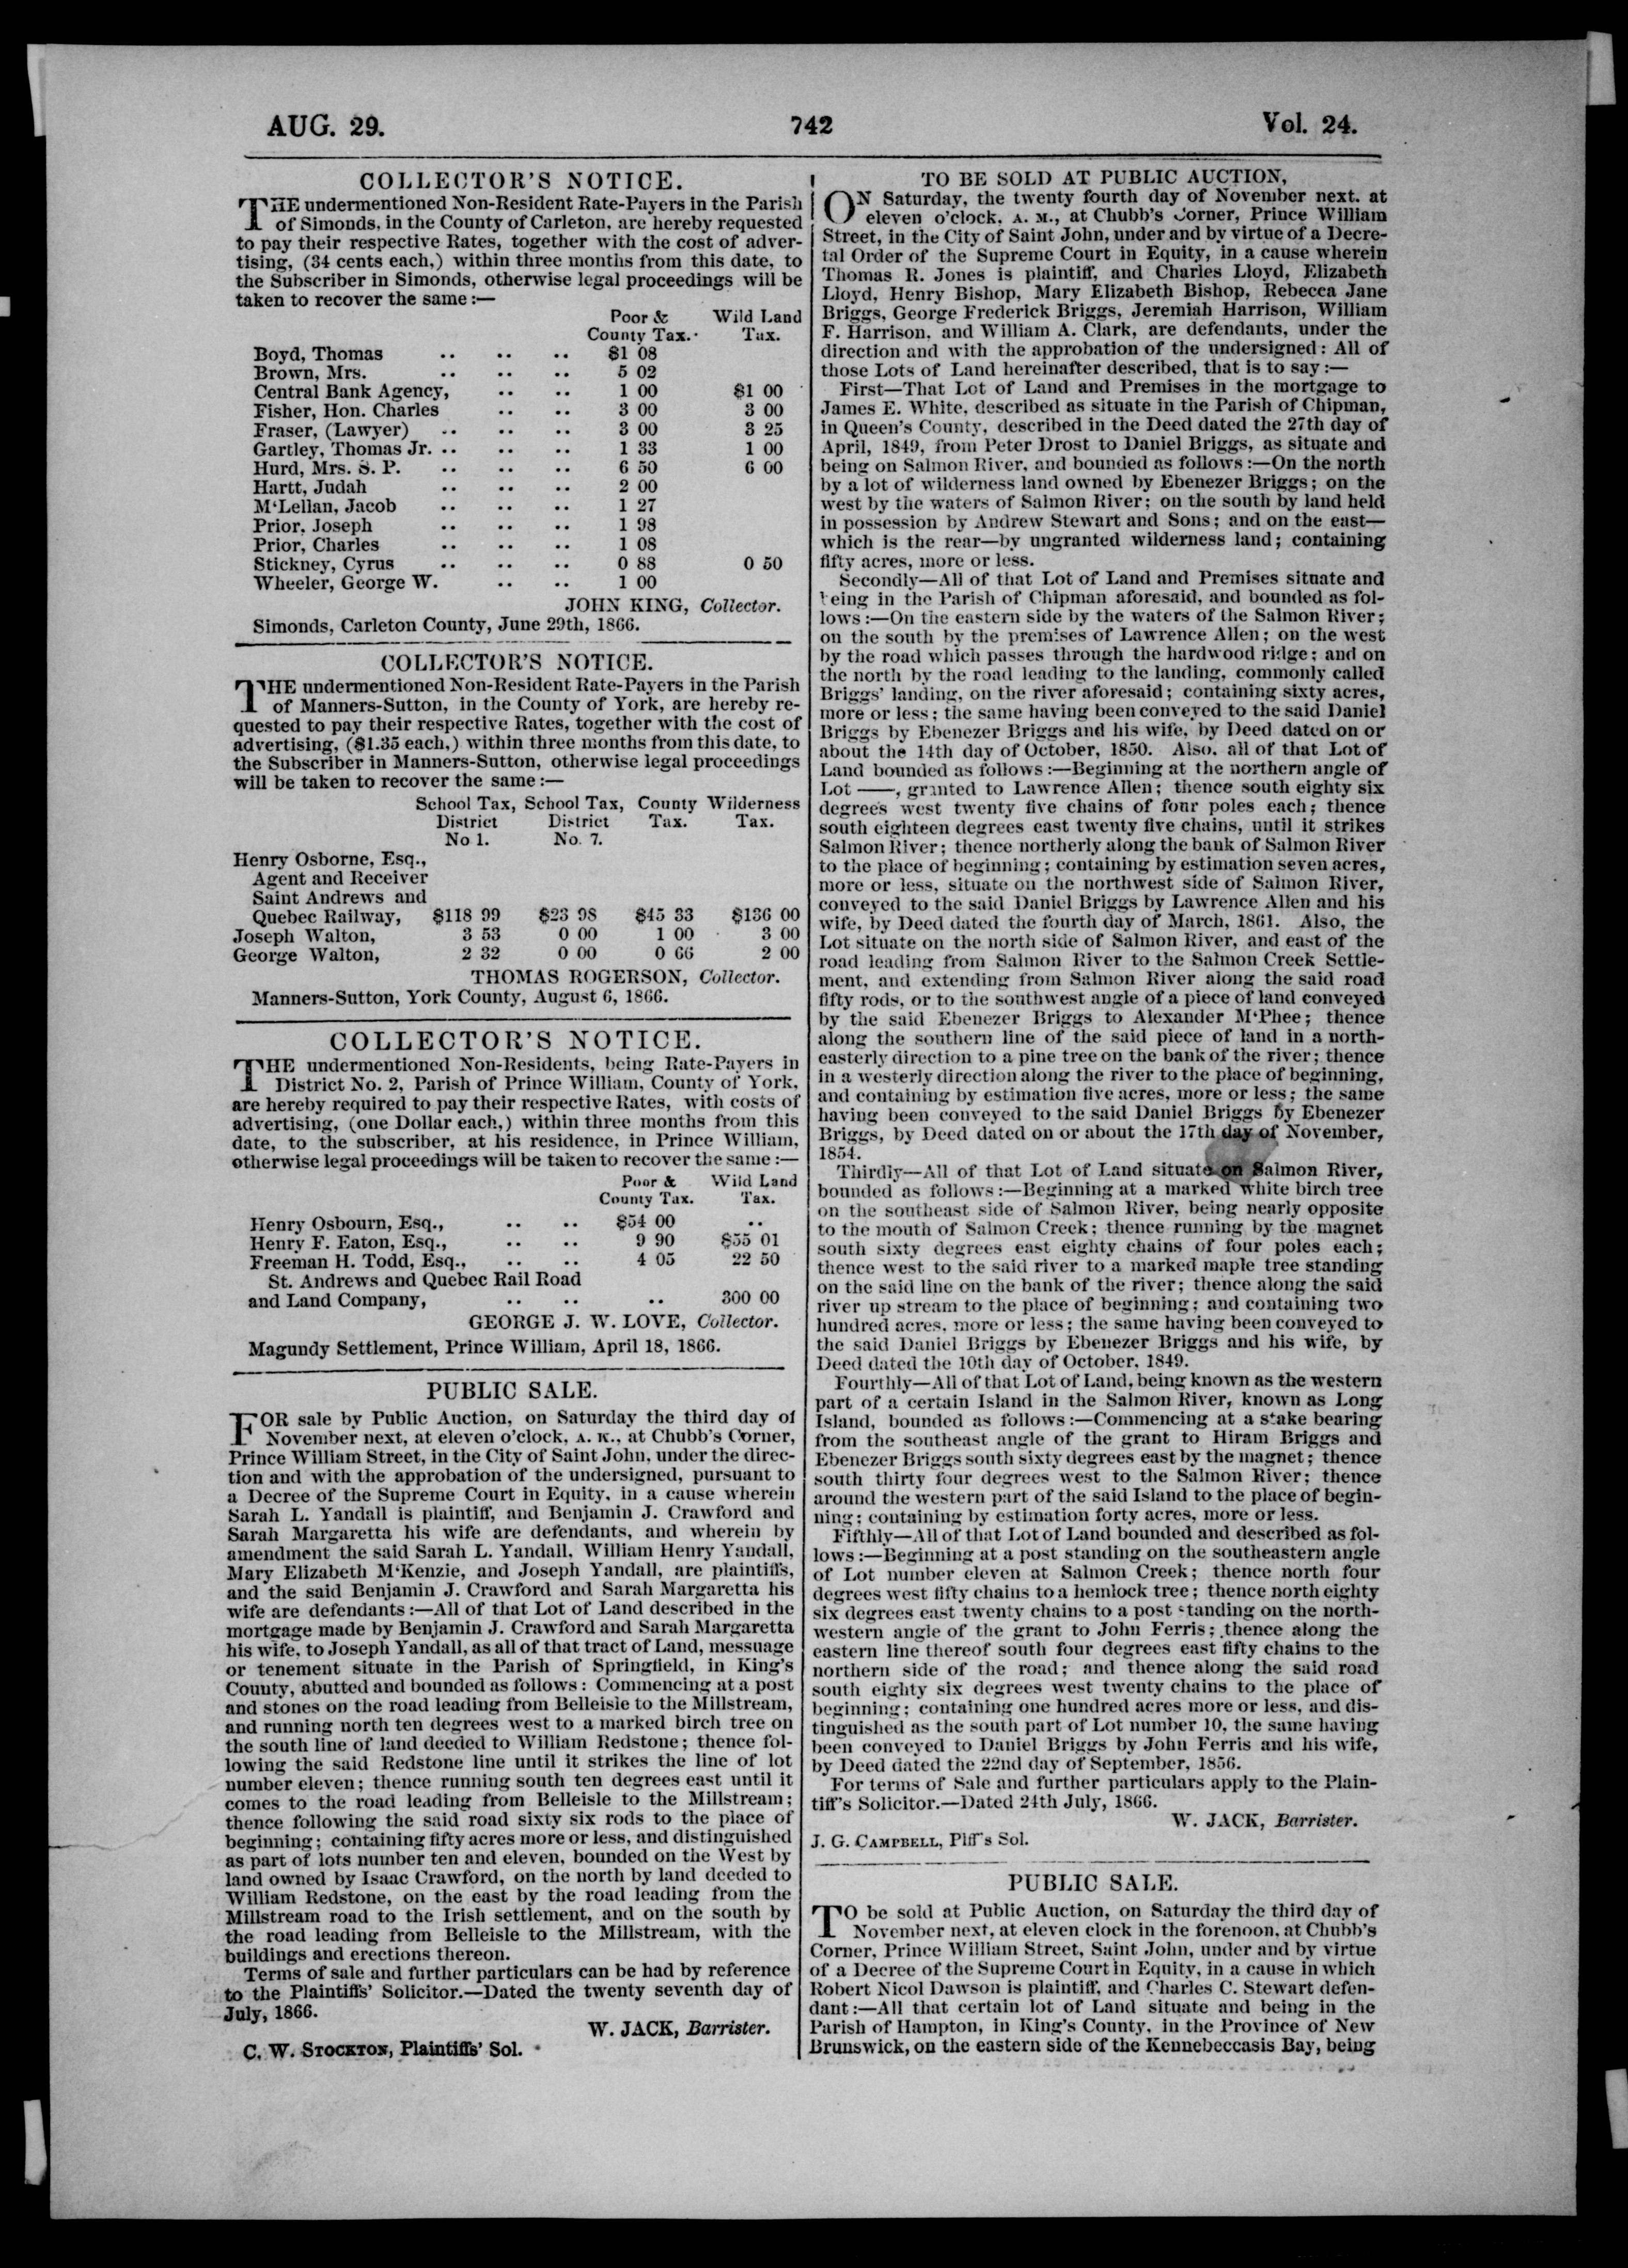 AUG. 29.
742
Vol. 24.
COLLECTOR'S NOTICE.
THE undermentioned Non-Resident Rate-Payers in the Parish
of Simonds, in the County of Carleton, are hereby requested
to pay their respective Rates, together with the cost of adver-
tising, (34 cents each,) within three months from this date, to
the Subscriber in Simonds, otherwise legal proceedings will be
taken to recover the same:—
Poor & Wild Land
County Tax. Tax.
Boyd, Thomas .. .. .. $1 08
Brown, Mrs. .. .. .. 5 02
Central Bank Agency, .. .. 1 00 $1 00
Fisher, Hon. Charles .. .. 3 00 3 00
Fraser, (Lawyer) .. .. .. 3 00 3 25
Gartley, Thomas Jr. .. .. .. 1 33 1 00
Hurd, Mrs. S. P. .. .. .. 6 50 6 00
Hartt, Judah .. .. .. 2 00
M'Lellan, Jacob .. .. .. 1 27
Prior, Joseph .. .. .. 1 98
Prior, Charles .. .. .. 1 08
Stickney, Cyrus .. .. .. 0 88 0 50
Wheeler, George W. .. .. 1 00
JOHN KING, Collector.
Simonds, Carleton County, June 29th, 1866.
COLLECTOR'S NOTICE.
THE undermentioned Non-Resident Rate-Payers in the Parish
of Manners-Sutton, in the County of York, are hereby re-
quested to pay their respective Rates, together with the cost of
advertising, ($1.35 each,) within three months from this date, to
the Subscriber in Manners-Sutton, otherwise legal proceedings
will be taken to recover the same:—
School Tax, School Tax, County Wilderness
District District Tax. Tax.
No 1. No. 7.
Henry Osborne, Esq.,
Agent and Receiver
Saint Andrews and
Quebec Railway, $118 99 $23 98 $45 33 $136 00
Joseph Walton, 3 53 0 00 1 00 3 00
George Walton, 2 32 0 00 0 66 2 00
THOMAS ROGERSON, Collector.
Manners-Sutton, York County, August 6, 1866.
COLLECTOR'S NOTICE.
THE undermentioned Non-Residents, being Rate-Payers in
District No. 2, Parish of Prince William, County of York,
are hereby required to pay their respective Rates, with costs of
advertising, (one Dollar each,) within three months from this
date, to the subscriber, at his residence, in Prince William,
otherwise legal proceedings will be taken to recover the same:—
Poor & Wild Land
County Tax. Tax.
Henry Osbourn, Esq., .. .. $54 00 ..
Henry F. Eaton, Esq., .. .. 9 90 $55 01
Freeman H. Todd, Esq., .. .. 4 05 22 50
St. Andrews and Quebec Rail Road
and Land Company, .. .. .. 300 00
GEORGE J. W. LOVE, Collector.
Magundy Settlement, Prince William, April 18, 1866.
PUBLIC SALE.
FOR sale by Public Auction, on Saturday the third day of
November next, at eleven o'clock, A. K., at Chubb's Corner,
Prince William Street, in the City of Saint John, under the direc-
tion and with the approbation of the undersigned, pursuant to
a Decree of the Supreme Court in Equity, in a cause wherein
Sarah L. Yandall is plaintiff, and Benjamin J. Crawford and
Sarah Margaretta his wife are defendants, and wherein by
amendment the said Sarah L. Yandall, William Henry Yandall,
Mary Elizabeth M'Kenzie, and Joseph Yandall, are plaintiffs,
and the said Benjamin J. Crawford and Sarah Margaretta his
wife are defendants:—All of that Lot of Land described in the
mortgage made by Benjamin J. Crawford and Sarah Margaretta
his wife, to Joseph Yandall, as all of that tract of Land, messuage
or tenement situate in the Parish of Springfield, in King's
County, abutted and bounded as follows: Commencing at a post
and stones on the road leading from Belleisle to the Millstream,
and running north ten degrees west to a marked birch tree on
the south line of land deeded to William Redstone; thence fol-
lowing the said Redstone line until it strikes the line of lot
number eleven; thence running south ten degrees east until it
comes to the road leading from Belleisle to the Millstream;
thence following the said road sixty six rods to the place of
beginning; containing fifty acres more or less, and distinguished
as part of lots number ten and eleven, bounded on the West by
land owned by Isaac Crawford, on the north by land deeded to
William Redstone, on the east by the road leading from the
Millstream road to the Irish settlement, and on the south by
the road leading from Belleisle to the Millstream, with the
buildings and erections thereon.
Terms of sale and further particulars can be had by reference
to the Plaintiffs' Solicitor.—Dated the twenty seventh day of
July, 1866.
W. JACK, Barrister.
C. W. STOCKTON, Plaintiffs' Sol.
TO BE SOLD AT PUBLIC AUCTION,
ON Saturday, the twenty fourth day of November next. at
eleven o'clock, A. M., at Chubb's Corner, Prince William
Street, in the City of Saint John, under and by virtue of a Decre-
tal Order of the Supreme Court in Equity, in a cause wherein
Thomas R. Jones is plaintiff, and Charles Lloyd, Elizabeth
Lloyd, Henry Bishop, Mary Elizabeth Bishop, Rebecca Jane
Briggs, George Frederick Briggs, Jeremiah Harrison, William
F. Harrison, and William A. Clark, are defendants, under the
direction and with the approbation of the undersigned: All of
those Lots of Land hereinafter described, that is to say:—
First—That Lot of Land and Premises in the mortgage to
James E. White, described as situate in the Parish of Chipman,
in Queen's County, described in the Deed dated the 27th day of
April, 1849, from Peter Drost to Daniel Briggs, as situate and
being on Salmon River, and bounded as follows:—On the north
by a lot of wilderness land owned by Ebenezer Briggs; on the
west by the waters of Salmon River; on the south by land held
in possession by Andrew Stewart and Sons; and on the east—
which is the rear—by ungranted wilderness land; containing
fifty acres, more or less.
Secondly—All of that Lot of Land and Premises situate and
being in the Parish of Chipman aforesaid, and bounded as fol-
lows:—On the eastern side by the waters of the Salmon River;
on the south by the premises of Lawrence Allen; on the west
by the road which passes through the hardwood ridge; and on
the north by the road leading to the landing, commonly called
Briggs' landing, on the river aforesaid; containing sixty acres,
more or less; the same having been conveyed to the said Daniel
Briggs by Ebenezer Briggs and his wife, by Deed dated on or
about the 14th day of October, 1850. Also, all of that Lot of
Land bounded as follows:—Beginning at the northern angle of
Lot ——, granted to Lawrence Allen; thence south eighty six
degrees west twenty five chains of four poles each; thence
south eighteen degrees east twenty five chains, until it strikes
Salmon River; thence northerly along the bank of Salmon River
to the place of beginning; containing by estimation seven acres,
more or less, situate on the northwest side of Salmon River,
conveyed to the said Daniel Briggs by Lawrence Allen and his
wife, by Deed dated the fourth day of March, 1861. Also, the
Lot situate on the north side of Salmon River, and east of the
road leading from Salmon River to the Salmon Creek Settle-
ment, and extending from Salmon River along the said road
fifty rods, or to the southwest angle of a piece of land conveyed
by the said Ebenezer Briggs to Alexander M'Phee; thence
along the southern line of the said piece of land in a north-
easterly direction to a pine tree on the bank of the river; thence
in a westerly direction along the river to the place of beginning,
and containing by estimation five acres, more or less; the same
having been conveyed to the said Daniel Briggs by Ebenezer
Briggs, by Deed dated on or about the 17th day of November,
1854.
Thirdly—All of that Lot of Land situate on Salmon River,
bounded as follows:—Beginning at a marked white birch tree
on the southeast side of Salmon River, being nearly opposite
to the mouth of Salmon Creek; thence running by the magnet
south sixty degrees east eighty chains of four poles each;
thence west to the said river to a marked maple tree standing
on the said line on the bank of the river; thence along the said
river up stream to the place of beginning; and containing two
hundred acres, more or less; the same having been conveyed to
the said Daniel Briggs by Ebenezer Briggs and his wife, by
Deed dated the 10th day of October, 1849.
Fourthly—All of that Lot of Land, being known as the western
part of a certain Island in the Salmon River, known as Long
Island, bounded as follows:—Commencing at a stake bearing
from the southeast angle of the grant to Hiram Briggs and
Ebenezer Briggs south sixty degrees east by the magnet; thence
south thirty four degrees west to the Salmon River; thence
around the western part of the said Island to the place of begin-
ning; containing by estimation forty acres, more or less.
Fifthly—All of that Lot of Land bounded and described as fol-
lows:—Beginning at a post standing on the southeastern angle
of Lot number eleven at Salmon Creek; thence north four
degrees west fifty chains to a hemlock tree; thence north eighty
six degrees east twenty chains to a post standing on the north-
western angle of the grant to John Ferris; thence along the
eastern line thereof south four degrees east fifty chains to the
northern side of the road; and thence along the said road
south eighty six degrees west twenty chains to the place of
beginning; containing one hundred acres more or less, and dis-
tinguished as the south part of Lot number 10, the same having
been conveyed to Daniel Briggs by John Ferris and his wife,
by Deed dated the 22nd day of September, 1856.
For terms of Sale and further particulars apply to the Plain-
tiff's Solicitor.—Dated 24th July, 1866.
W. JACK, Barrister.
J. G. CAMPBELL, Plff's Sol.
PUBLIC SALE.
TO be sold at Public Auction, on Saturday the third day of
November next, at eleven clock in the forenoon, at Chubb's
Corner, Prince William Street, Saint John, under and by virtue
of a Decree of the Supreme Court in Equity, in a cause in which
Robert Nicol Dawson is plaintiff, and Charles C. Stewart defen-
dant:—All that certain lot of Land situate and being in the
Parish of Hampton, in King's County, in the Province of New
Brunswick, on the eastern side of the Kennebeccasis Bay, being